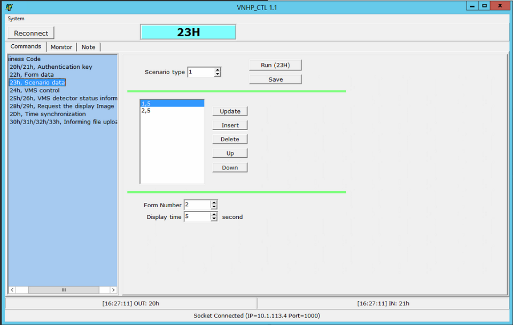 VNHP_CTL 1.1
System
Reconnect
23H
Commands
Monitor
Note
iness Code
20h/21h, Authentication key
22h, Form data
23h, Scenario data
24h, VMS control
25h/26h, VMS detector status inform
28h/29h, Request the display Image
20h, Time synchronization
30h/31h/32h/33h, Informing file uploa
Scenario type
1
Run (23H)
Save
1,5
2,5
Update
Insert
Delete
Up
Down
Form Number
2
Display time
5
second
[16:27:11] OUT: 20h
[16:27:11] IN: 21h
Socket Connected (IP=10.1.113.4 Port=1000)